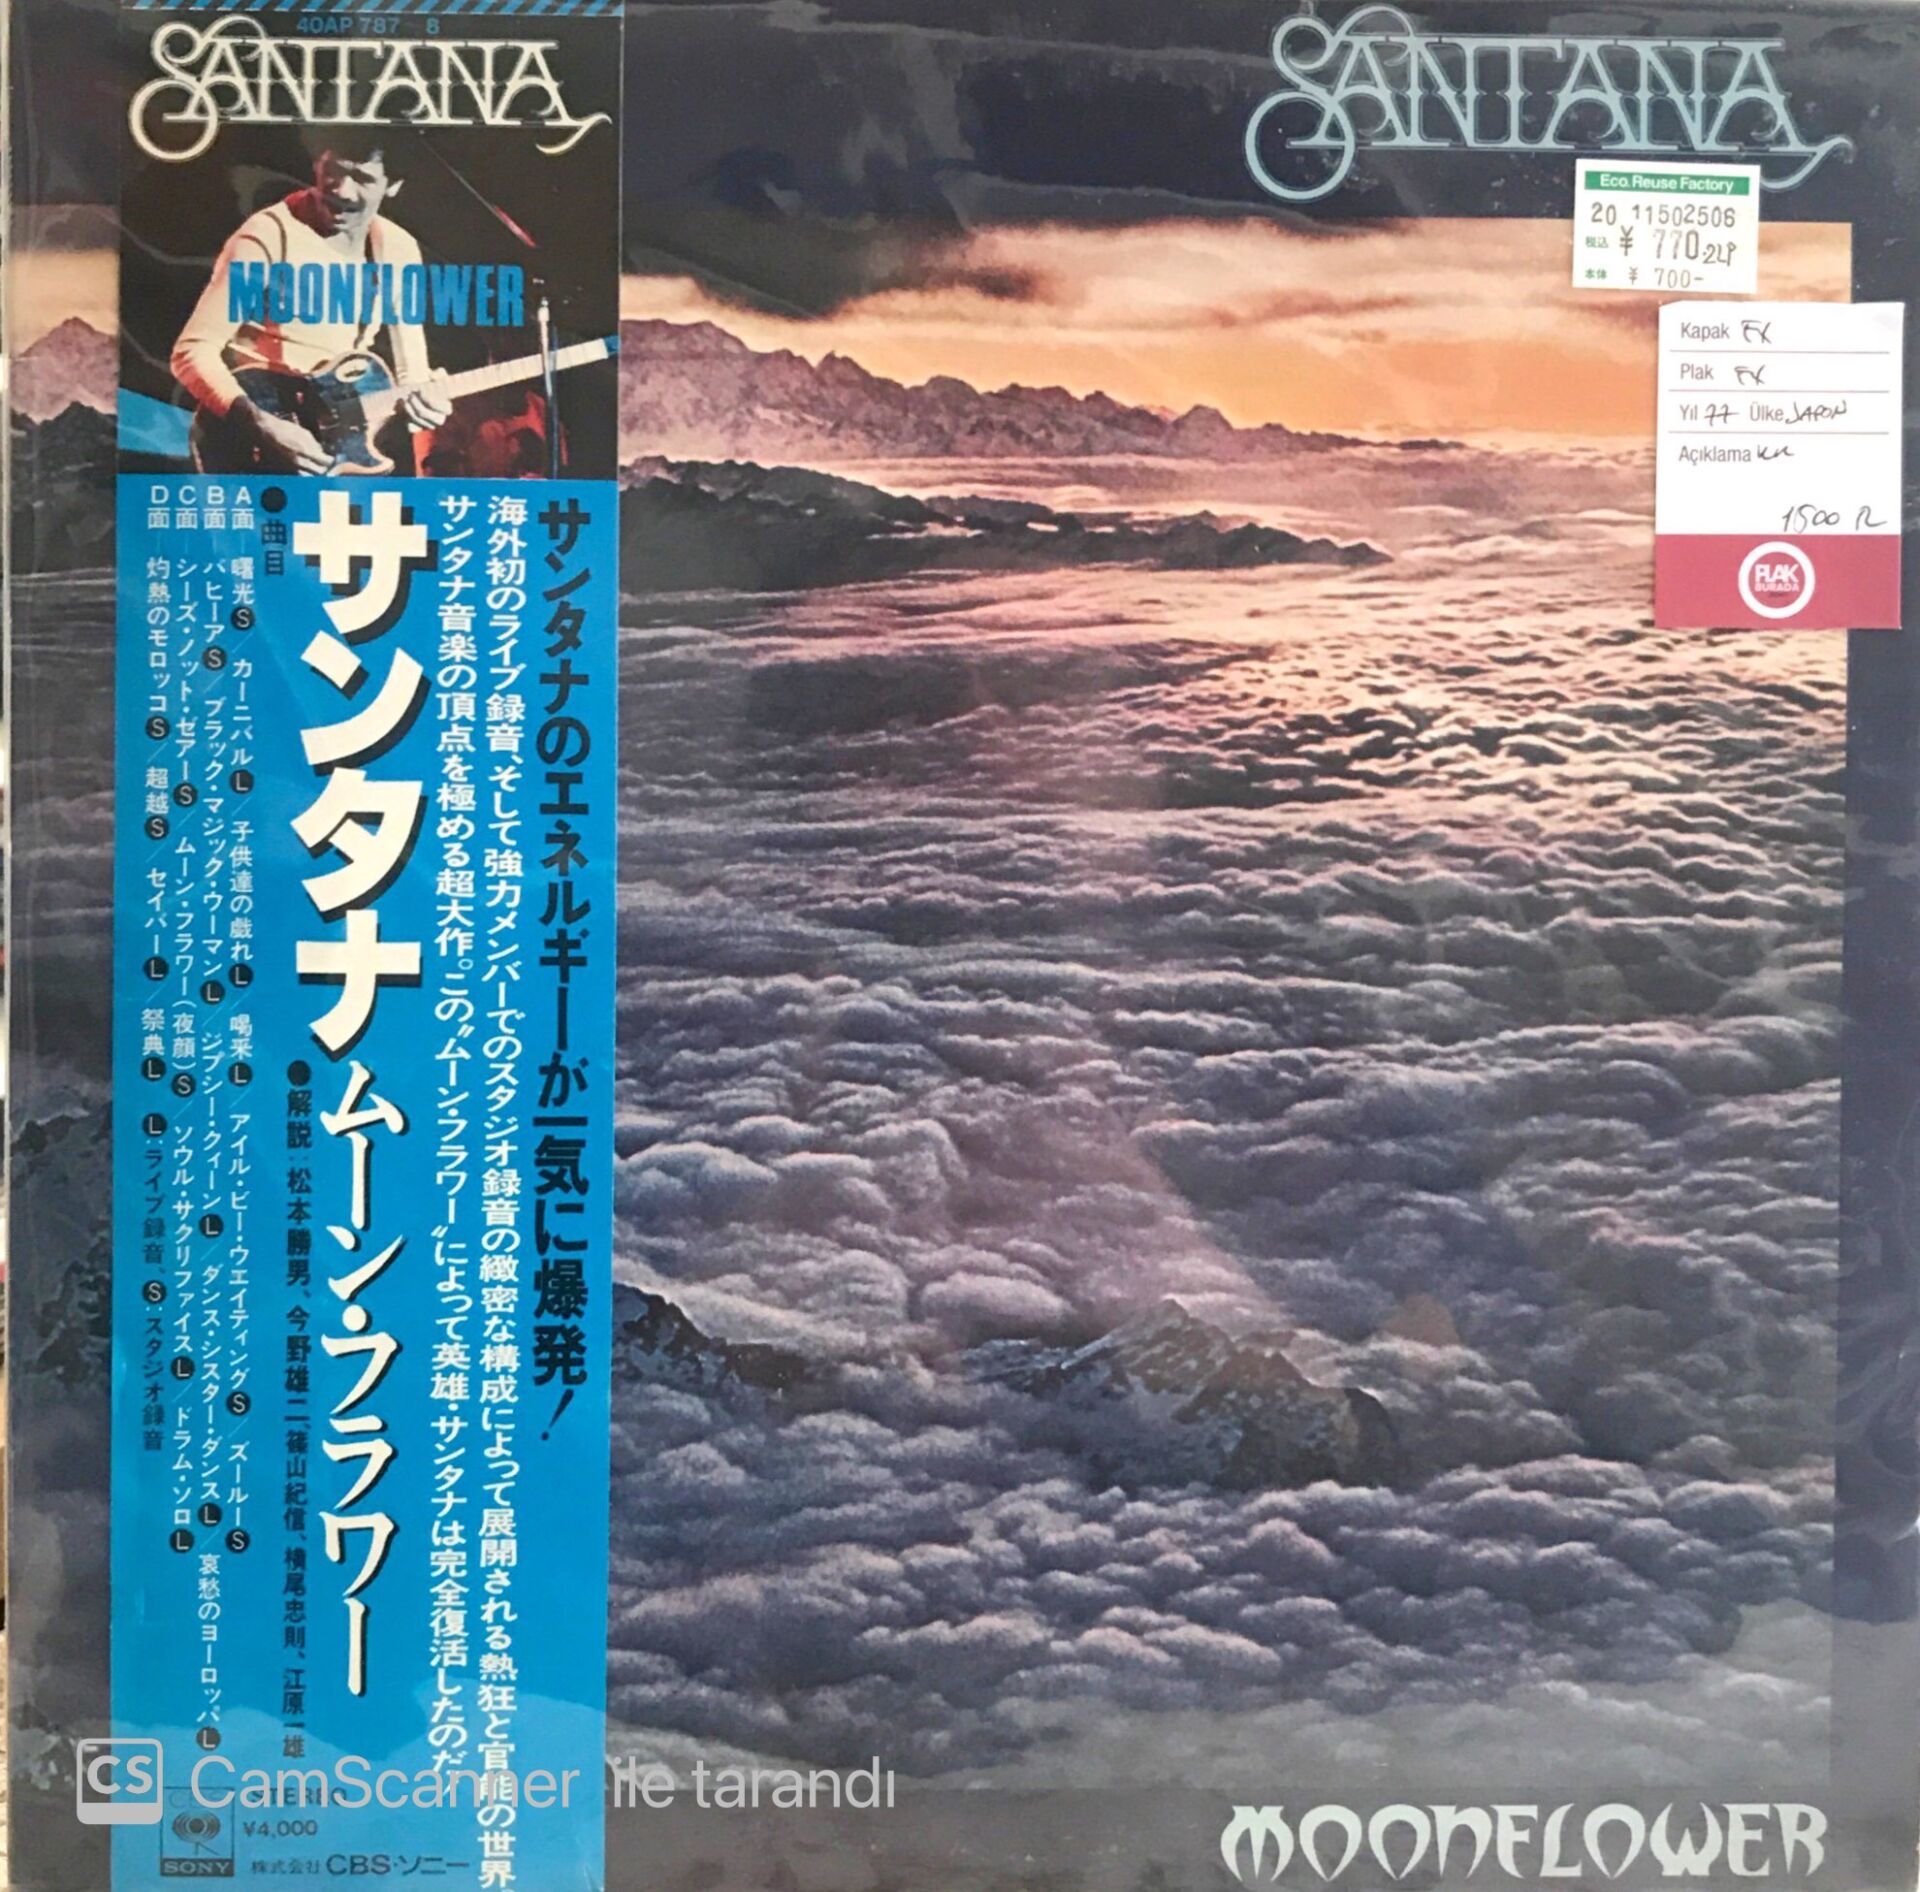 40AP 787~8
SANTANA
MOONFLOWER
サンタナのエネルギーが一気に爆発!
海外初のライブ録音、そして強力メンバーでのスタジオ録音の緻密な構成によって展開される熱狂と官能の世界。
サンタナ音楽の頂点を極める超大作。この〝ムーン・フラワー〟によって英雄・サンタナは完全復活したのだ!
サンタナ ムーン・フラワー
●解説:松本勝男、今野雄二、篠山紀信、横尾忠則、江原一雄
●曲目
A面 曙光Ⓢ/カーニバルⓁ/子供達の戯れⓁ/喝采Ⓛ/アイル・ビー・ウェイティングⓈ/ズールーⓈ
B面 バヒーアⓈ/ブラック・マジック・ウーマンⓁ/ジプシー・クィーンⓁ/ダンス・シスター・ダンスⓁ/哀愁のヨーロッパⓁ
C面 シーズ・ノット・ゼアーⓈ/ムーン・フラワー(夜顔)Ⓢ/ソウル・サクリファイスⓁ/ドラム・ソロⓁ
D面 灼熱のモロッコⓈ/超越Ⓢ/セイバーⓁ/祭典Ⓛ Ⓛ:ライブ録音、Ⓢ:スタジオ録音
STEREO
¥4,000
SONY
株式会社 CBS・ソニー
SANTANA
Eco.Reuse Factory
20 11502506
税込 ¥ 770-2LP
本体 ¥ 700-
Kapak EX
Plak EX
Yıl 77 Ülke JAPON
Açıklama
1500 TL
PLAK
BURADA
MOONFLOWER
CS CamScanner ile tarandı